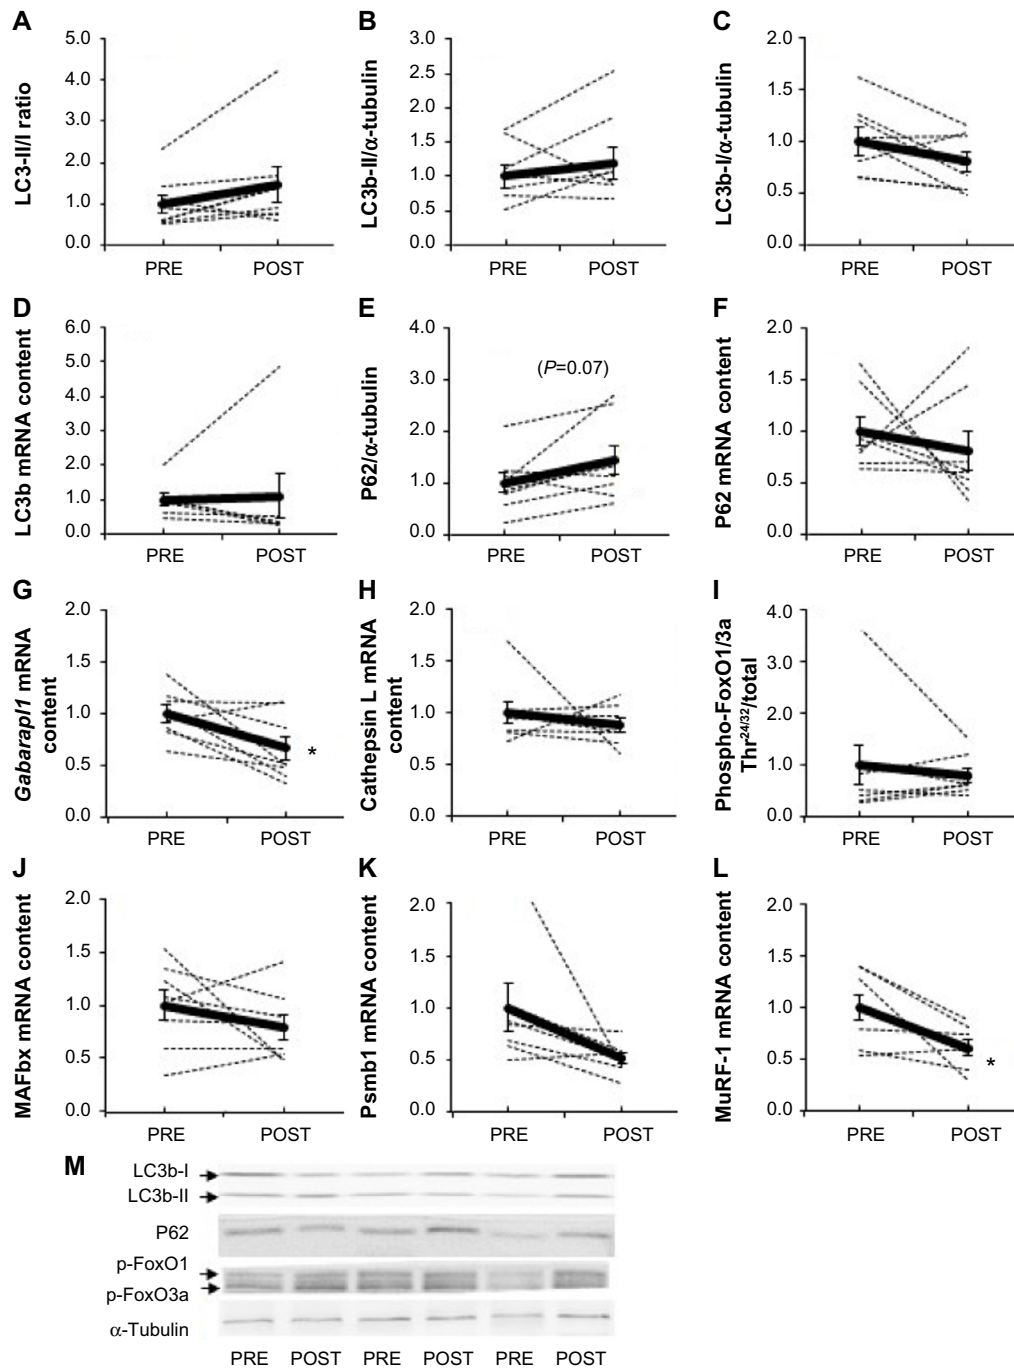 A
LC3-II/I ratio
5.0
4.0
3.0
2.0
1.0
0.0
PRE POST
B
LC3b-II/α-tubulin
3.0
2.5
2.0
1.5
1.0
0.5
0.0
PRE POST
C
LC3b-I/α-tubulin
2.0
1.5
1.0
0.5
0.0
PRE POST
D
LC3b mRNA content
6.0
5.0
4.0
3.0
2.0
1.0
0.0
PRE POST
E
P62/α-tubulin
4.0
3.0
2.0
1.0
0.0
(P=0.07)
PRE POST
F
P62 mRNA content
2.0
1.5
1.0
0.5
0.0
PRE POST
G
Gabarapl1 mRNA
content
2.0
1.5
1.0
0.5
0.0
*
PRE POST
H
Cathepsin L mRNA
content
2.0
1.5
1.0
0.5
0.0
PRE POST
I
Phospho-FoxO1/3a
Thr24/32/total
4.0
3.0
2.0
1.0
0.0
PRE POST
J
MAFbx mRNA content
2.0
1.5
1.0
0.5
0.0
PRE POST
K
Psmb1 mRNA content
2.0
1.5
1.0
0.5
0.0
PRE POST
L
MuRF-1 mRNA content
2.0
1.5
1.0
0.5
0.0
*
PRE POST
M
LC3b-I
LC3b-II
P62
p-FoxO1
p-FoxO3a
α-Tubulin
PRE POST PRE POST PRE POST